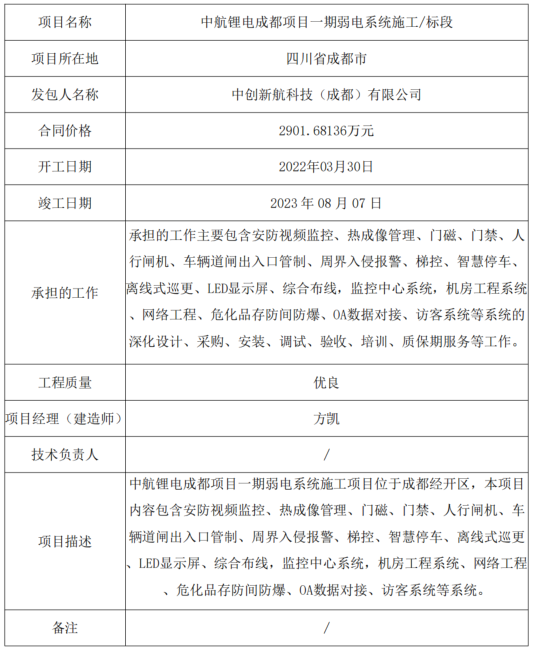 项目名称 中航锂电成都项目一期弱电系统施工/标段
项目所在地 四川省成都市
发包人名称 中创新航科技（成都）有限公司
合同价格 2901.68136万元
开工日期 2022年03月30日
竣工日期 2023 年 08 月 07 日
承担的工作
承担的工作主要包含安防视频监控、热成像管理、门磁、门禁、人
行闸机、车辆道闸出入口管制、周界入侵报警、梯控、智慧停车、
离线式巡更、LED显示屏、综合布线，监控中心系统，机房工程系统
、网络工程、危化品存防间防爆、OA数据对接、访客系统等系统的
深化设计、采购、安装、调试、验收、培训、质保期服务等工作。
工程质量 优良
项目经理（建造师） 方凯
技术负责人 /
项目描述
中航锂电成都项目一期弱电系统施工项目位于成都经开区，本项目
内容包含安防视频监控、热成像管理、门磁、门禁、人行闸机、车
辆道闸出入口管制、周界入侵报警、梯控、智慧停车、离线式巡更
、LED显示屏、综合布线，监控中心系统，机房工程系统、网络工程
、危化品存防间防爆、OA数据对接、访客系统等系统。
备注 /